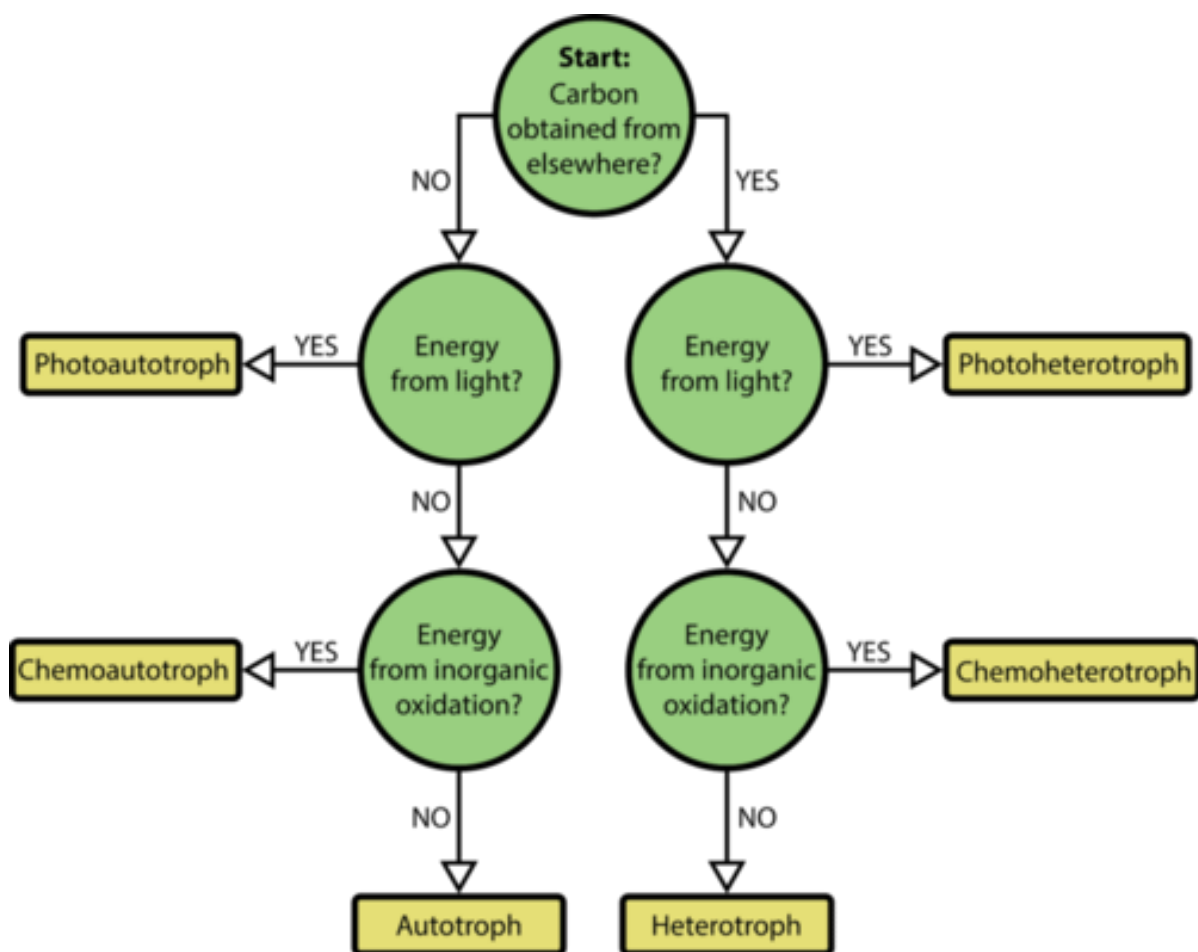 Start:
Carbon
obtained from
elsewhere?
NO
YES
Photoautotroph
YES
Energy
from light?
Energy
from light?
YES
Photoheterotroph
NO
NO
Chemoautotroph
YES
Energy
from inorganic
oxidation?
Energy
from inorganic
oxidation?
YES
Chemoheterotroph
NO
NO
Autotroph
Heterotroph